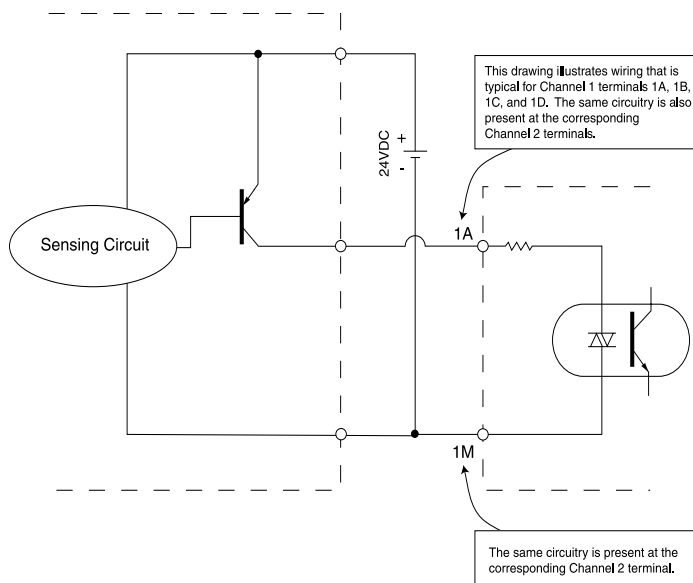 This drawing illustrates wiring that is
typical for Channel 1 terminals 1A, 1B,
1C, and 1D. The same circuitry is also
present at the corresponding
Channel 2 terminals.
24VDC
+
-
1A
Sensing Circuit
1M
The same circuitry is present at the
corresponding Channel 2 terminal.